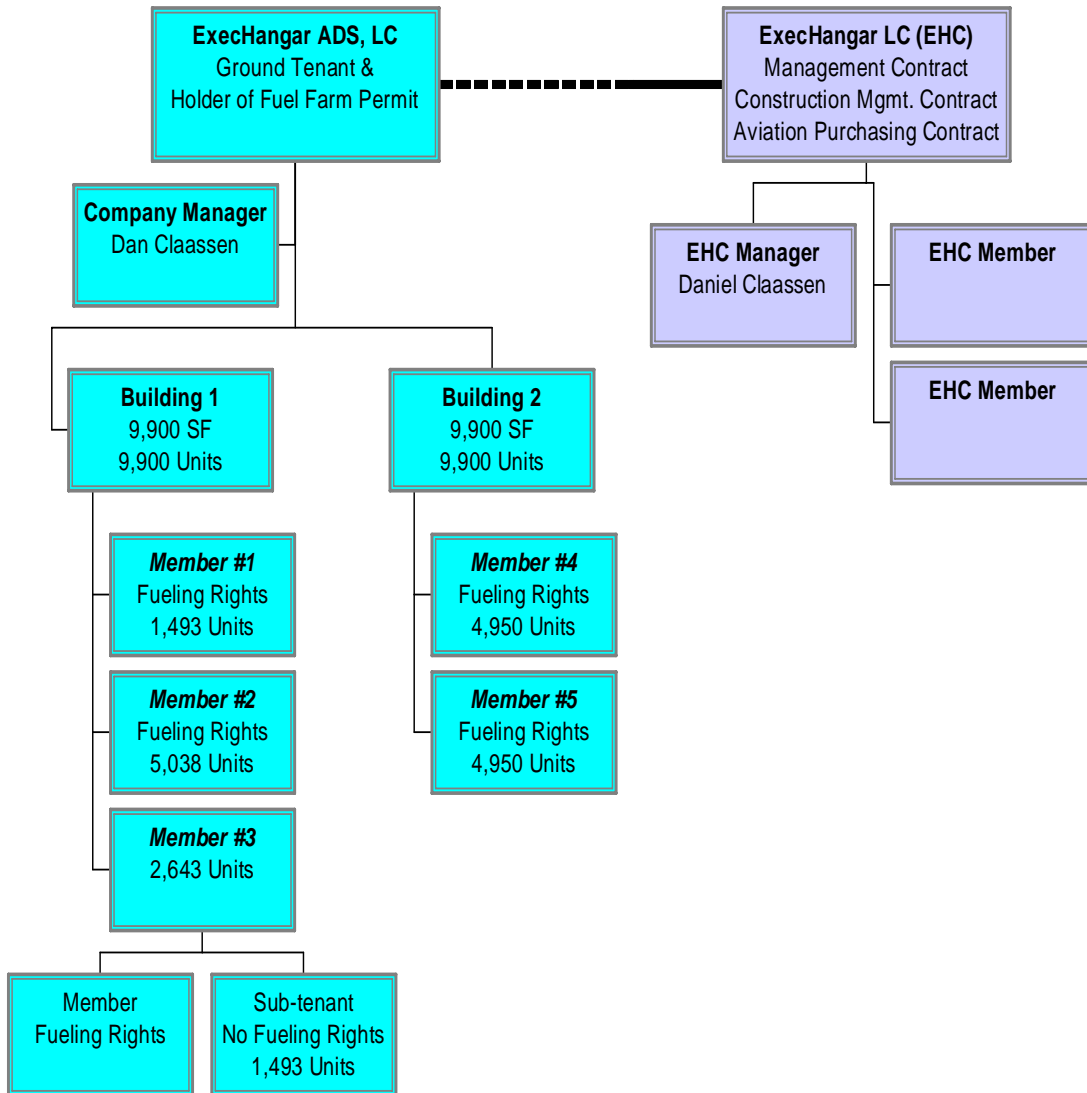 ExecHangar ADS, LC
Ground Tenant &
Holder of Fuel Farm Permit
ExecHangar LC (EHC)
Management Contract
Construction Mgmt. Contract
Aviation Purchasing Contract
Company Manager
Dan Claassen
EHC Manager
Daniel Claassen
EHC Member
EHC Member
Building 1
9,900 SF
9,900 Units
Building 2
9,900 SF
9,900 Units
Member #1
Fueling Rights
1,493 Units
Member #4
Fueling Rights
4,950 Units
Member #2
Fueling Rights
5,038 Units
Member #5
Fueling Rights
4,950 Units
Member #3
2,643 Units
Member
Fueling Rights
Sub-tenant
No Fueling Rights
1,493 Units